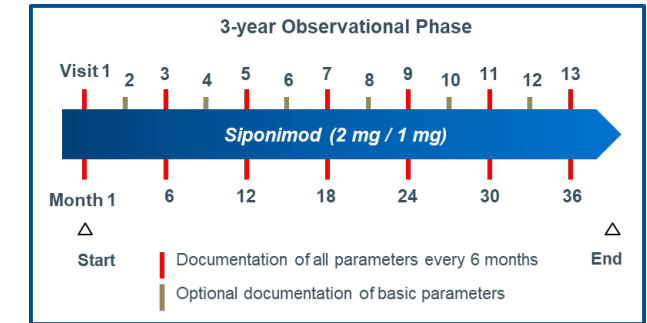 3-year Observational Phase
Visit 1 2 3 4 5 6 7 8 9 10 11 12 13
Siponimod (2 mg / 1 mg)
Month 1 6 12 18 24 30 36
Start End
Documentation of all parameters every 6 months
Optional documentation of basic parameters